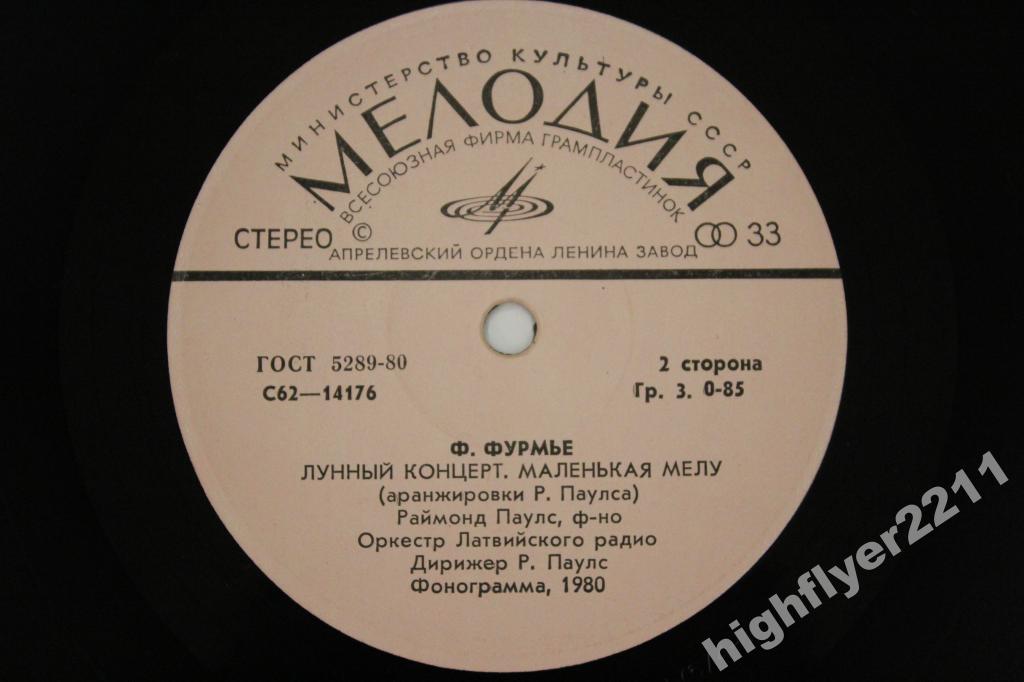 МИНИСТЕРСТВО КУЛЬТУРЫ СССР
МЕЛОДИЯ
ВСЕСОЮЗНАЯ ФИРМА ГРАМПЛАСТИНОК
СТЕРЕО © 33
АПРЕЛЕВСКИЙ ОРДЕНА ЛЕНИНА ЗАВОД
ГОСТ 5289-80 2 сторона
С62—14176 Гр. 3. 0-85
Ф. ФУРМЬЕ
ЛУННЫЙ КОНЦЕРТ. МАЛЕНЬКАЯ МЕЛУ
(аранжировки Р. Паулса)
Раймонд Паулс, ф-но
Оркестр Латвийского радио
Дирижер Р. Паулс
Фонограмма, 1980
highflyer2211